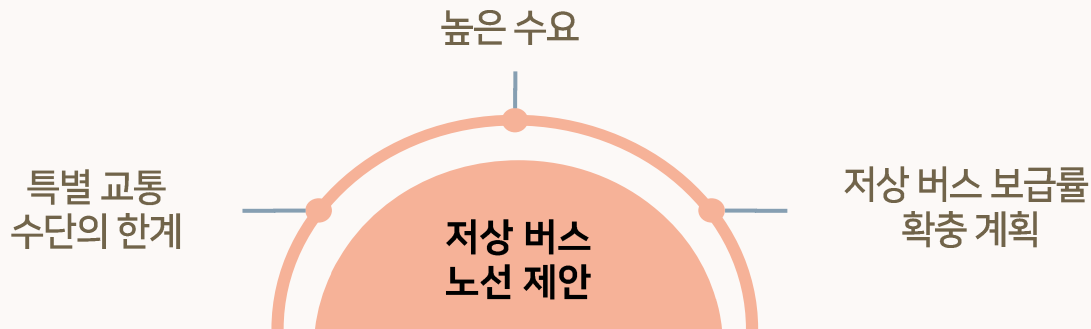 높은 수요
특별 교통
수단의 한계
저상 버스 보급률
확충 계획
저상 버스
노선 제안